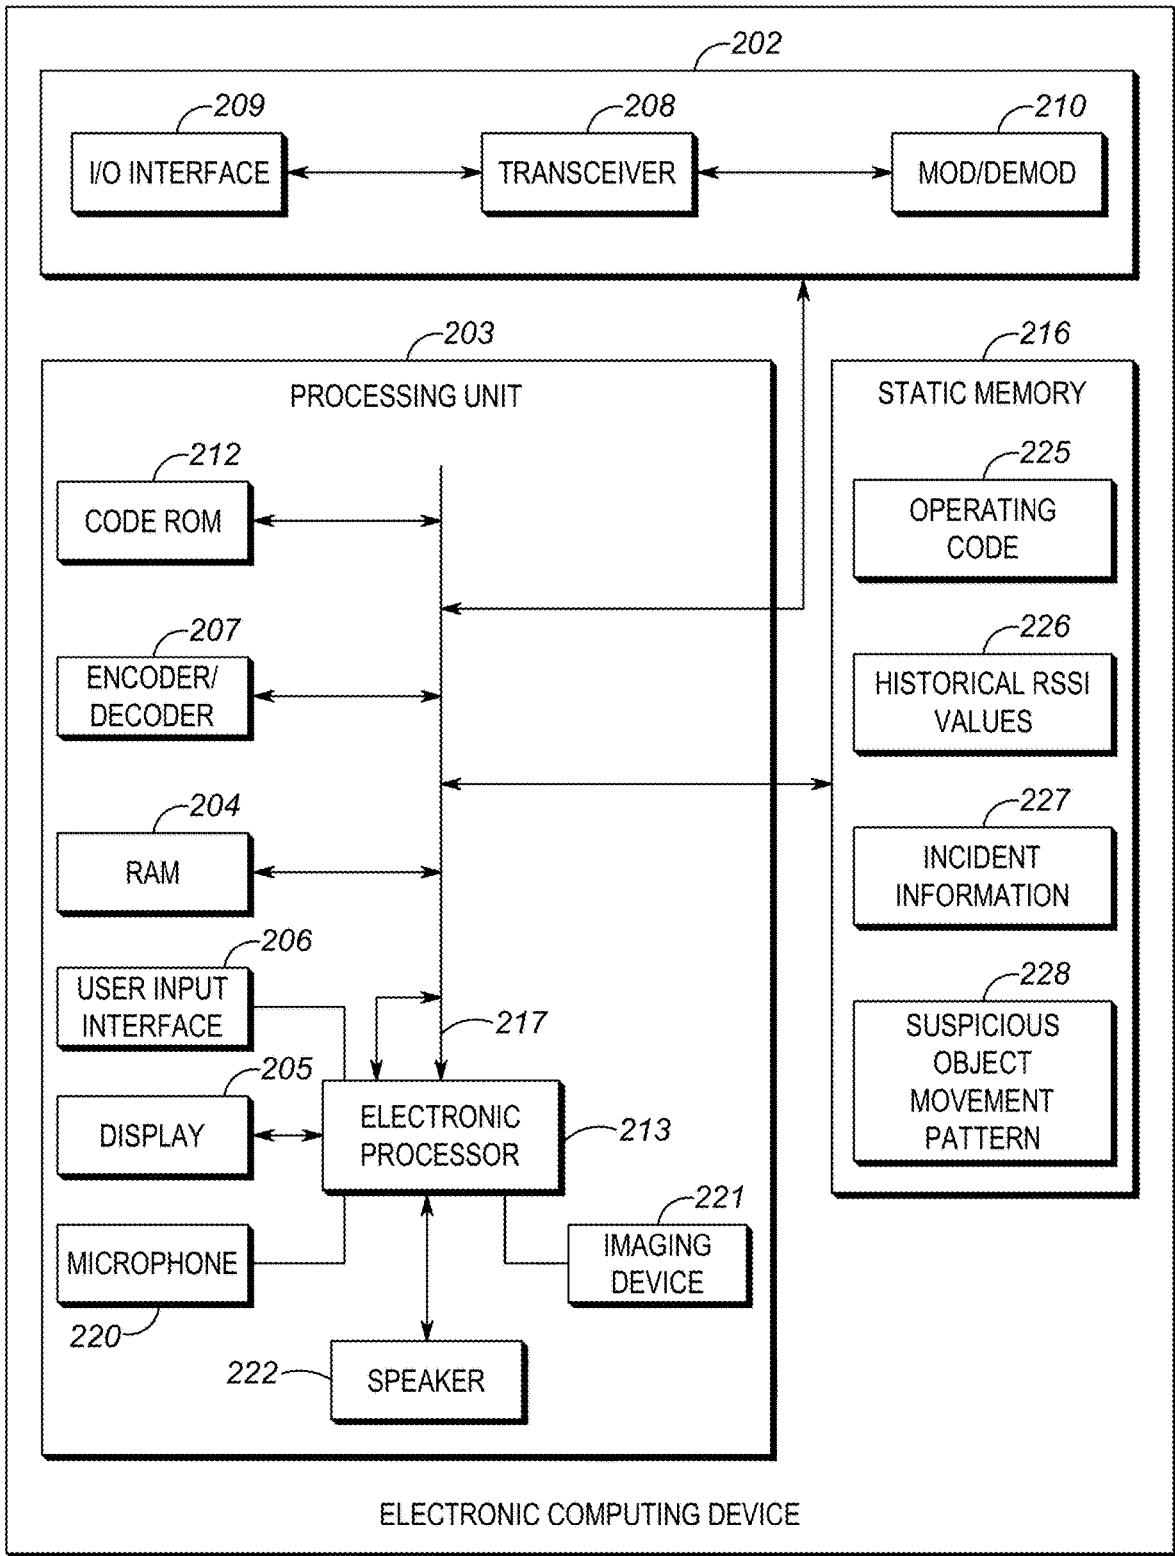 202
209
208
210
I/O INTERFACE
TRANSCEIVER
MOD/DEMOD
203
PROCESSING UNIT
212
CODE ROM
207
ENCODER/
DECODER
204
RAM
206
USER INPUT
INTERFACE
217
205
DISPLAY
ELECTRONIC
PROCESSOR
213
MICROPHONE
220
221
IMAGING
DEVICE
222
SPEAKER
216
STATIC MEMORY
225
OPERATING
CODE
226
HISTORICAL RSSI
VALUES
227
INCIDENT
INFORMATION
228
SUSPICIOUS
OBJECT
MOVEMENT
PATTERN
ELECTRONIC COMPUTING DEVICE